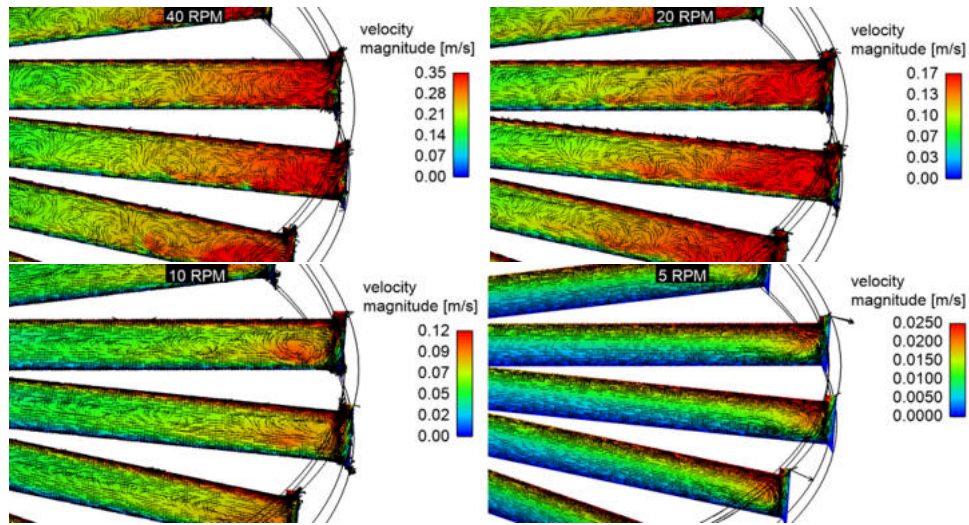 40 RPM
velocity
magnitude [m/s]
0.35
0.28
0.21
0.14
0.07
0.00
20 RPM
velocity
magnitude [m/s]
0.17
0.13
0.10
0.07
0.03
0.00
10 RPM
velocity
magnitude [m/s]
0.12
0.09
0.07
0.05
0.02
0.00
5 RPM
velocity
magnitude [m/s]
0.0250
0.0200
0.0150
0.0100
0.0050
0.0000